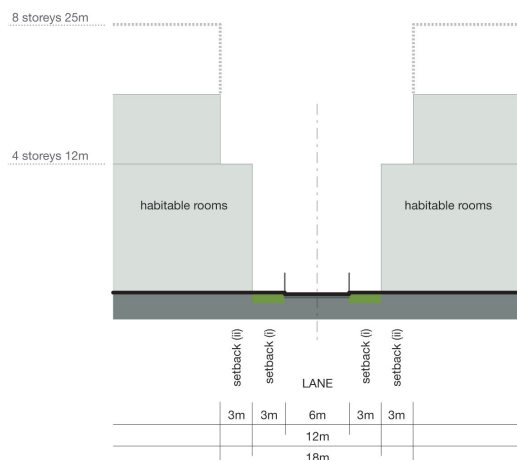 8 storeys 25m
4 storeys 12m
habitable rooms
habitable rooms
setback (ii)
setback (i)
LANE
setback (i)
setback (ii)
3m 3m 6m 3m 3m
12m
18m